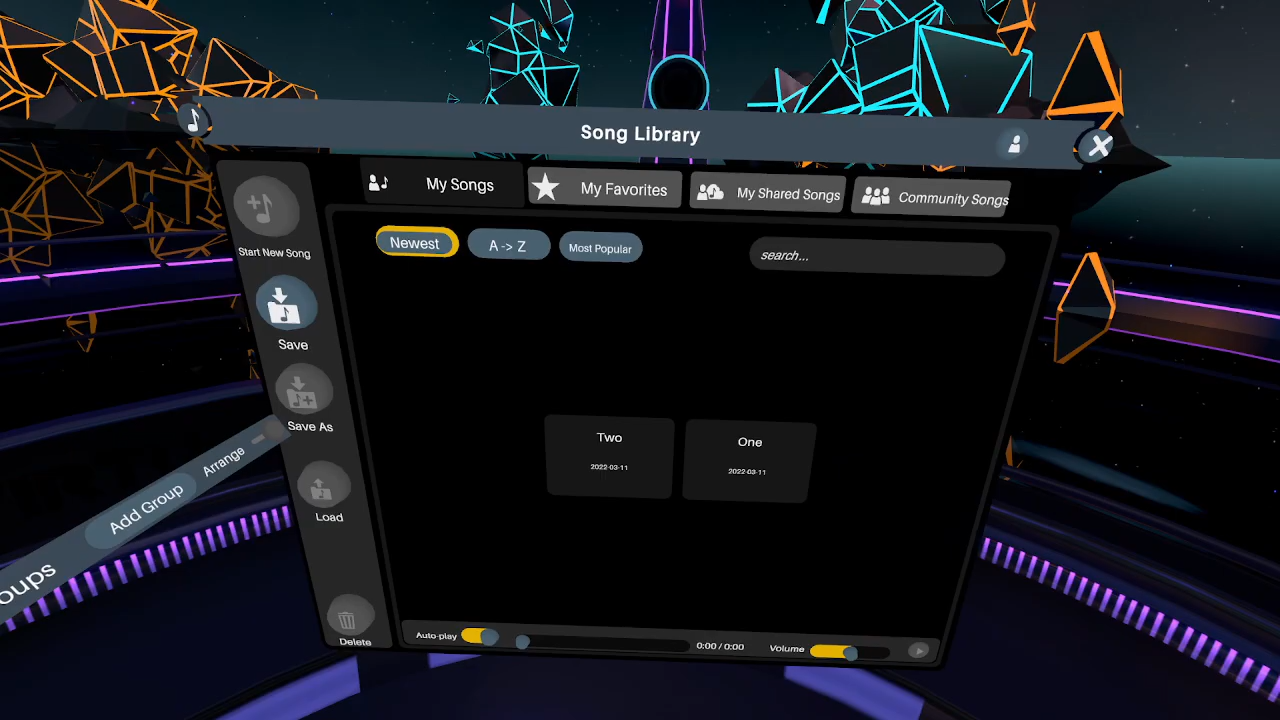 Song Library
My Songs
My Favorites
My Shared Songs
Community Songs
Start New Song
Save
Save As
Load
Delete
Newest
A -> Z
Most Popular
search...
Two
2022-03-11
One
2022-03-11
Auto-play
0:00 / 0:00
Volume
Arrange
Add Group
oups